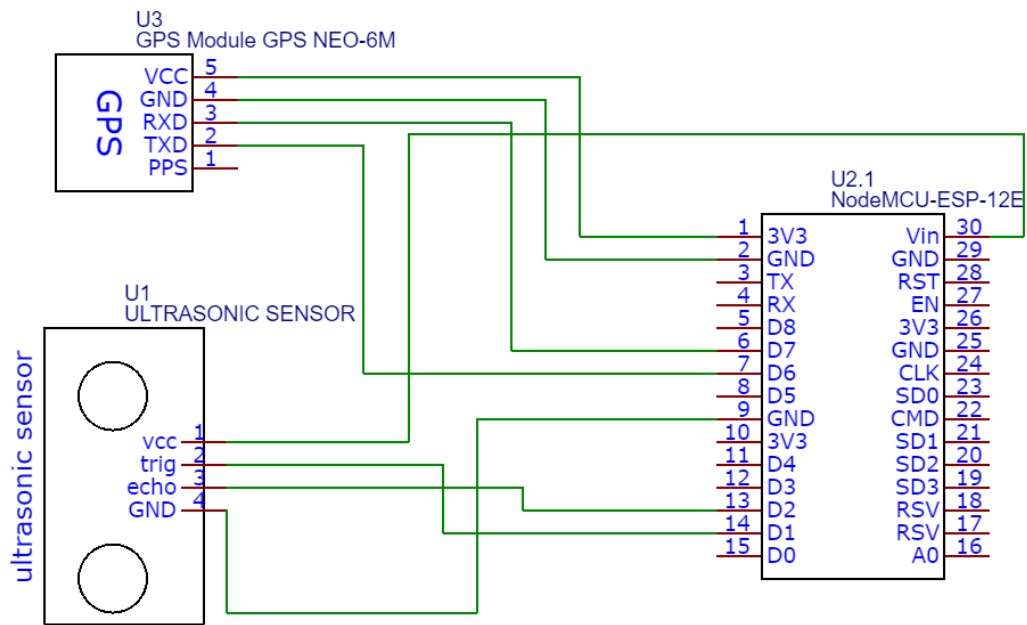 U3
GPS Module GPS NEO-6M
GPS
VCC 5
GND 4
RXD 3
TXD 2
PPS 1
U1
ULTRASONIC SENSOR
ultrasonic sensor
vcc 1
trig 2
echo 3
GND 4
U2.1
NodeMCU-ESP-12E
1 3V3 Vin 30
2 GND GND 29
3 TX RST 28
4 RX EN 27
5 D8 3V3 26
6 D7 GND 25
7 D6 CLK 24
8 D5 SD0 23
9 GND CMD 22
10 3V3 SD1 21
11 D4 SD2 20
12 D3 SD3 19
13 D2 RSV 18
14 D1 RSV 17
15 D0 A0 16